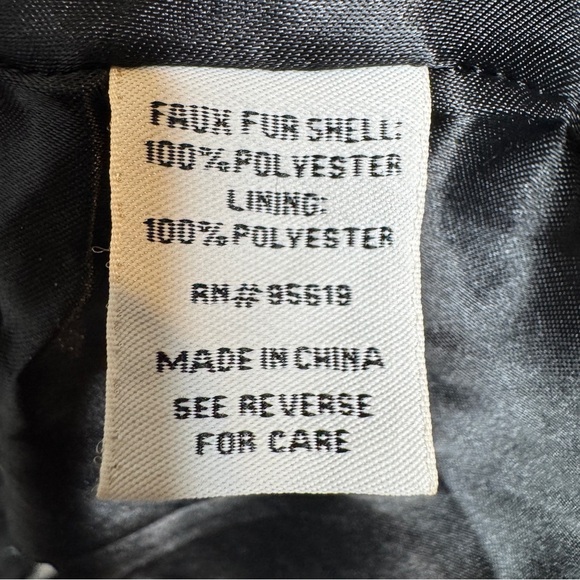 FAUX FUR SHELL:
100% POLYESTER
LINING:
100% POLYESTER
RN# 95619
MADE IN CHINA
SEE REVERSE
FOR CARE